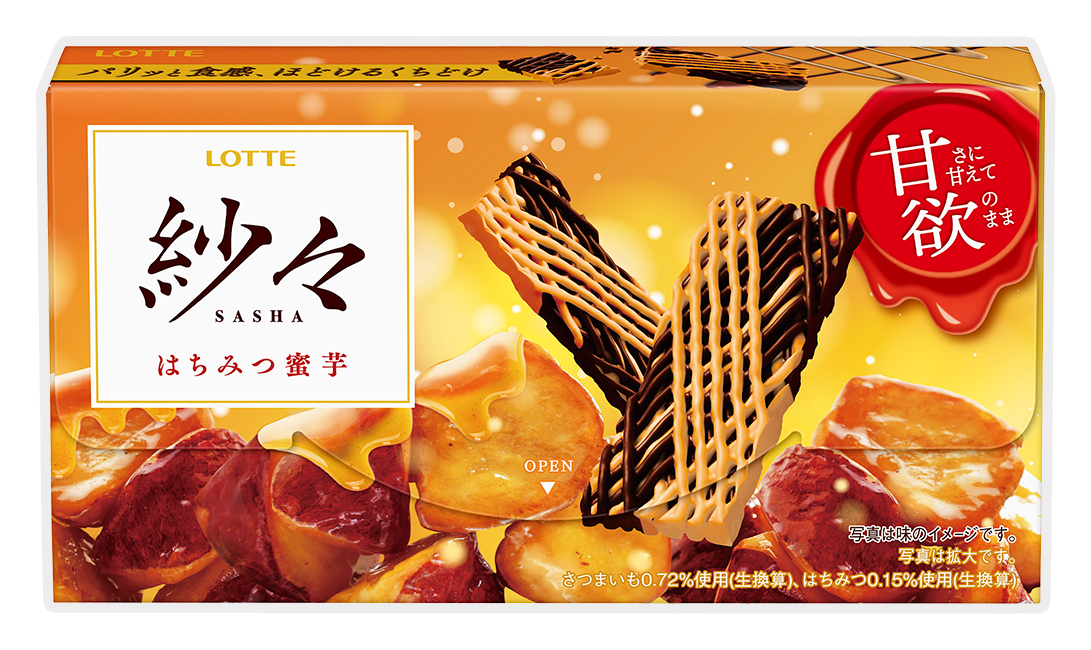 LOTTE
パリッと食感、ほどけるくちどけ
LOTTE
紗々
SASHA
はちみつ蜜芋
甘さに甘えて
欲のまま
OPEN
写真は味のイメージです。
写真は拡大です。
さつまいも0.72%使用(生換算)、はちみつ0.15%使用(生換算)